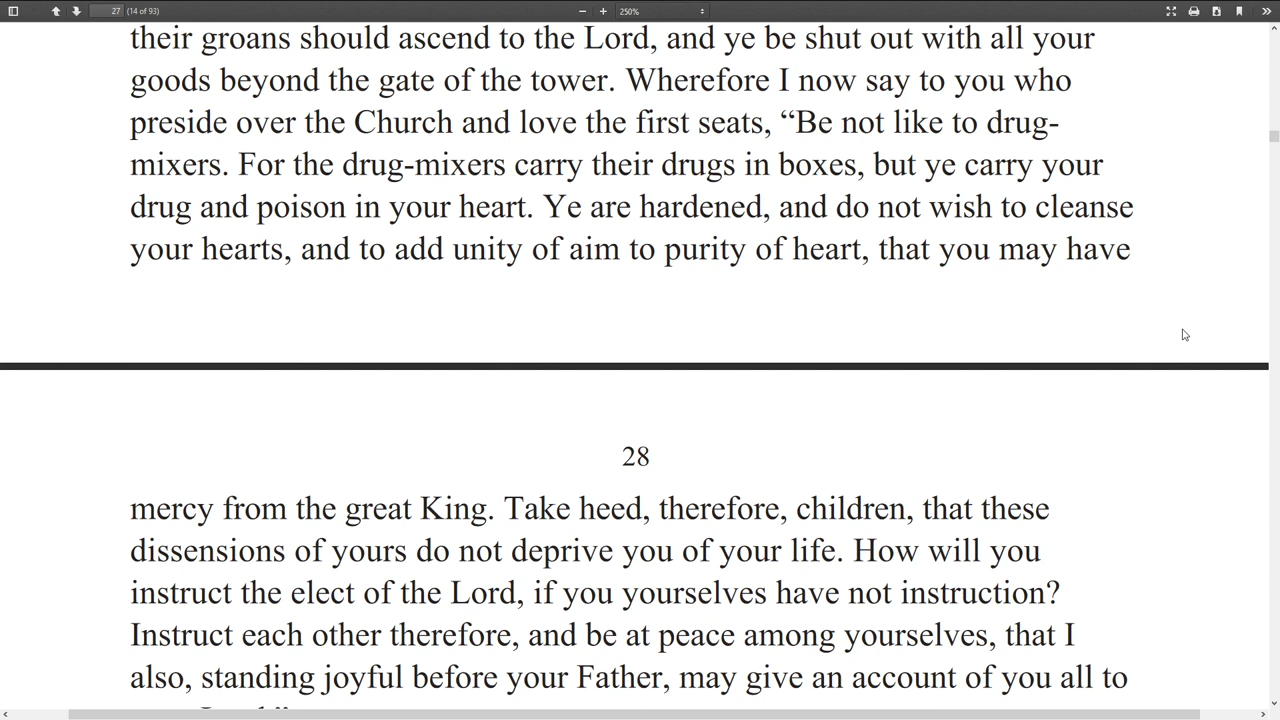 27 (14 of 93) 250%
their groans should ascend to the Lord, and ye be shut out with all your
goods beyond the gate of the tower. Wherefore I now say to you who
preside over the Church and love the first seats, “Be not like to drug-
mixers. For the drug-mixers carry their drugs in boxes, but ye carry your
drug and poison in your heart. Ye are hardened, and do not wish to cleanse
your hearts, and to add unity of aim to purity of heart, that you may have
28
mercy from the great King. Take heed, therefore, children, that these
dissensions of yours do not deprive you of your life. How will you
instruct the elect of the Lord, if you yourselves have not instruction?
Instruct each other therefore, and be at peace among yourselves, that I
also, standing joyful before your Father, may give an account of you all to